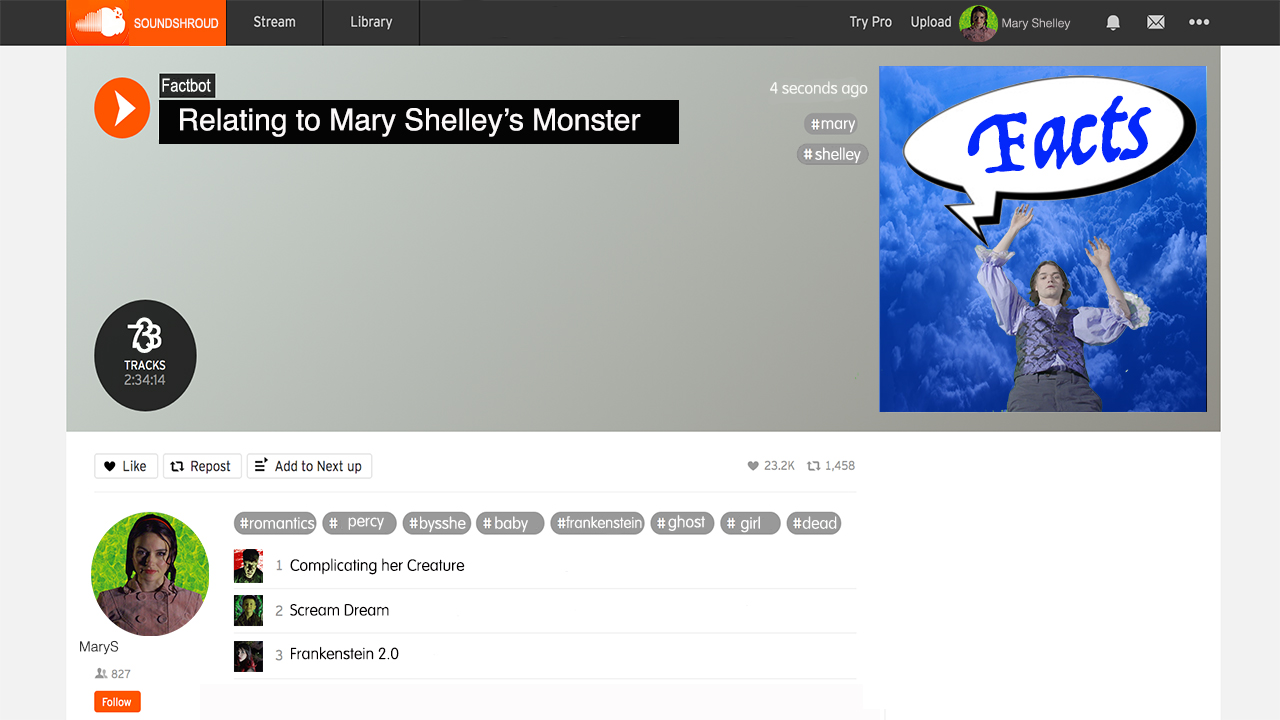 SOUNDSHROUD
Stream
Library
Try Pro
Upload
Mary Shelley
Factbot
Relating to Mary Shelley’s Monster
4 seconds ago
#mary
#shelley
Facts
TRACKS
2:34:14
Like
Repost
Add to Next up
23.2K
1,458
#romantics # percy #bysshe #baby #frankenstein #ghost # girl #dead
1 Complicating her Creature
2 Scream Dream
3 Frankenstein 2.0
MaryS
827
Follow